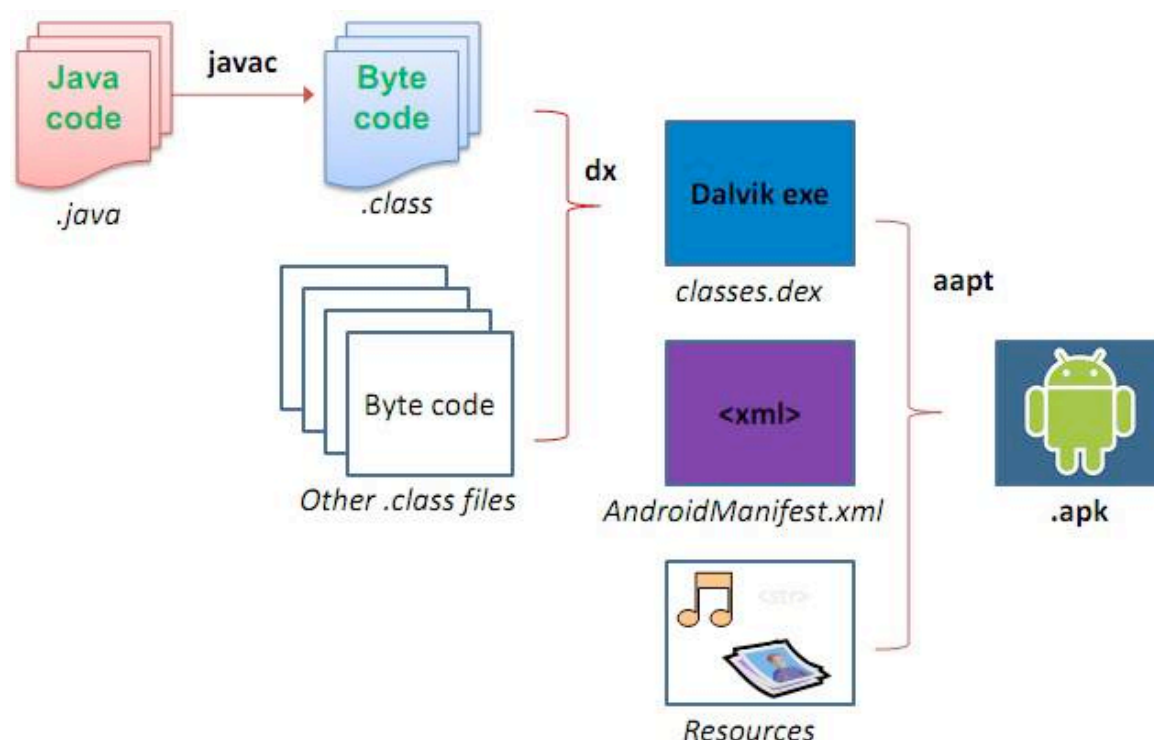 Java
code
.java
javac
Byte
code
.class
Byte code
Other .class files
dx
Dalvik exe
classes.dex
<xml>
AndroidManifest.xml
<str>
Resources
aapt
.apk